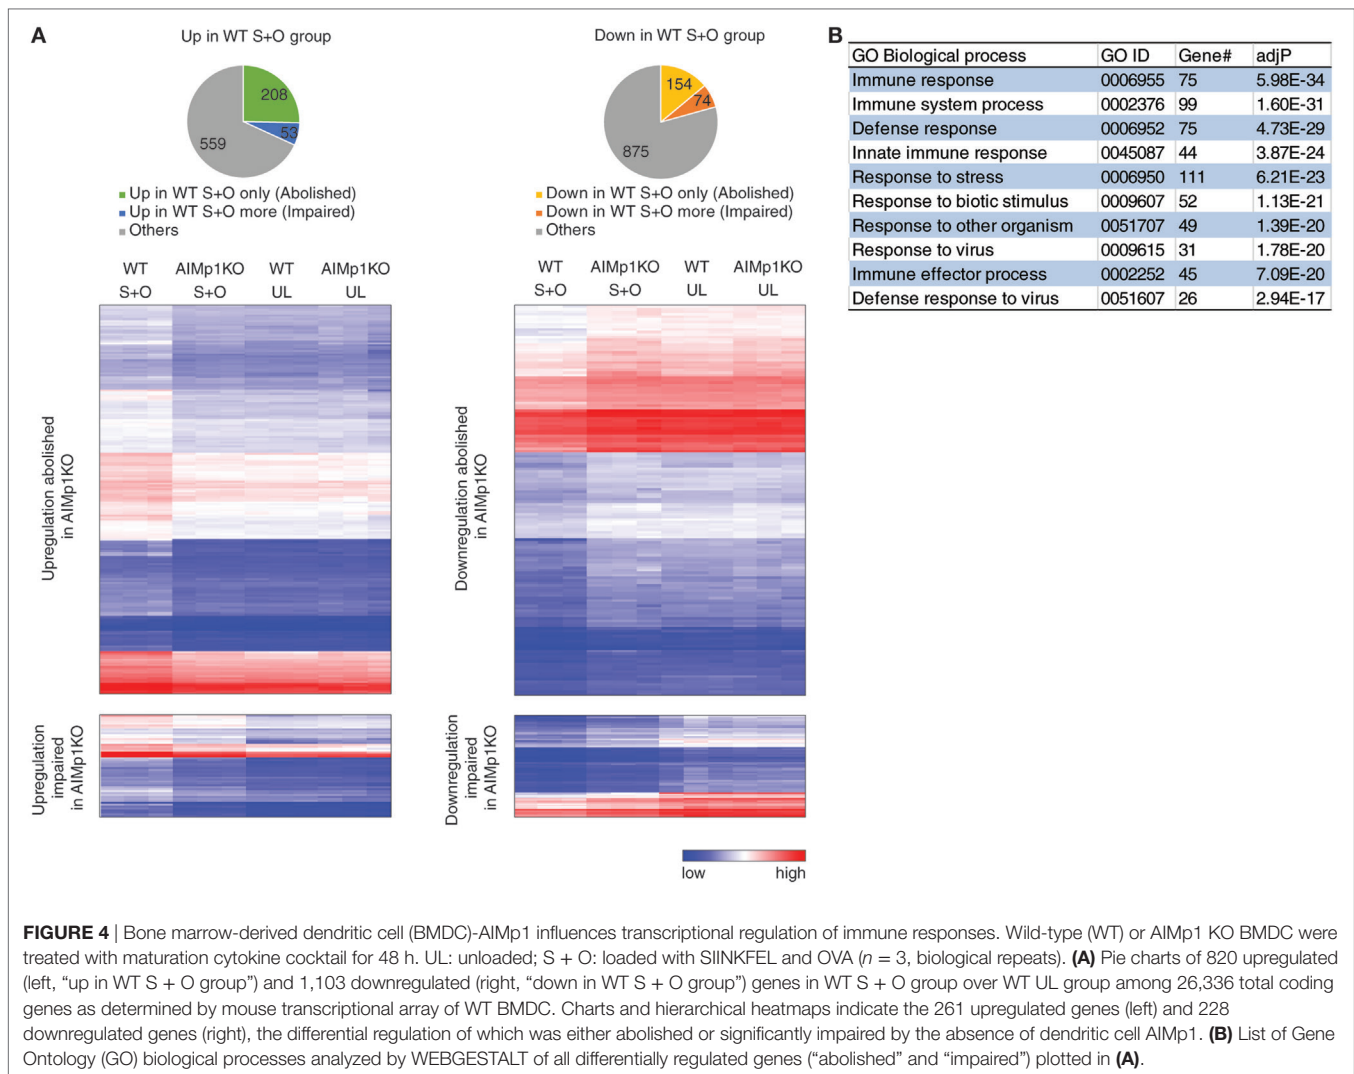 A
Up in WT S+O group
208
53
559
Up in WT S+O only (Abolished)
Up in WT S+O more (Impaired)
Others
Down in WT S+O group
154
74
875
Down in WT S+O only (Abolished)
Down in WT S+O more (Impaired)
Others
WT AIMp1KO WT AIMp1KO
S+O S+O UL UL
Upregulation abolished
in AIMp1KO
Upregulation
impaired
in AIMp1KO
WT AIMp1KO WT AIMp1KO
S+O S+O UL UL
Downregulation abolished
in AIMp1KO
Downregulation
impaired
in AIMp1KO
low high
B
GO Biological process GO ID Gene# adjP
Immune response 0006955 75 5.98E-34
Immune system process 0002376 99 1.60E-31
Defense response 0006952 75 4.73E-29
Innate immune response 0045087 44 3.87E-24
Response to stress 0006950 111 6.21E-23
Response to biotic stimulus 0009607 52 1.13E-21
Response to other organism 0051707 49 1.39E-20
Response to virus 0009615 31 1.78E-20
Immune effector process 0002252 45 7.09E-20
Defense response to virus 0051607 26 2.94E-17
FIGURE 4 | Bone marrow-derived dendritic cell (BMDC)-AIMp1 influences transcriptional regulation of immune responses. Wild-type (WT) or AIMp1 KO BMDC were
treated with maturation cytokine cocktail for 48 h. UL: unloaded; S + O: loaded with SIINKFEL and OVA (n = 3, biological repeats). (A) Pie charts of 820 upregulated
(left, “up in WT S + O group”) and 1,103 downregulated (right, “down in WT S + O group”) genes in WT S + O group over WT UL group among 26,336 total coding
genes as determined by mouse transcriptional array of WT BMDC. Charts and hierarchical heatmaps indicate the 261 upregulated genes (left) and 228
downregulated genes (right), the differential regulation of which was either abolished or significantly impaired by the absence of dendritic cell AIMp1. (B) List of Gene
Ontology (GO) biological processes analyzed by WEBGESTALT of all differentially regulated genes (“abolished” and “impaired”) plotted in (A).